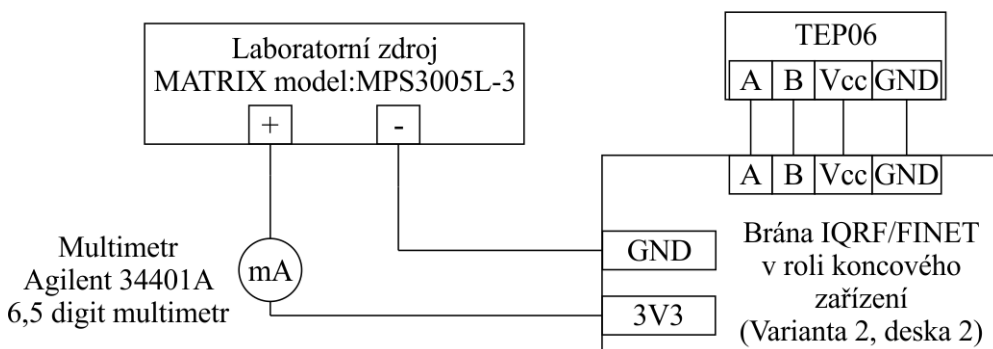 Laboratorní zdroj
MATRIX model:MPS3005L-3
+ -
TEP06
A B Vcc GND
A B Vcc GND
Multimetr
Agilent 34401A
6,5 digit multimetr
mA
GND
3V3
Brána IQRF/FINET
v roli koncového
zařízení
(Varianta 2, deska 2)